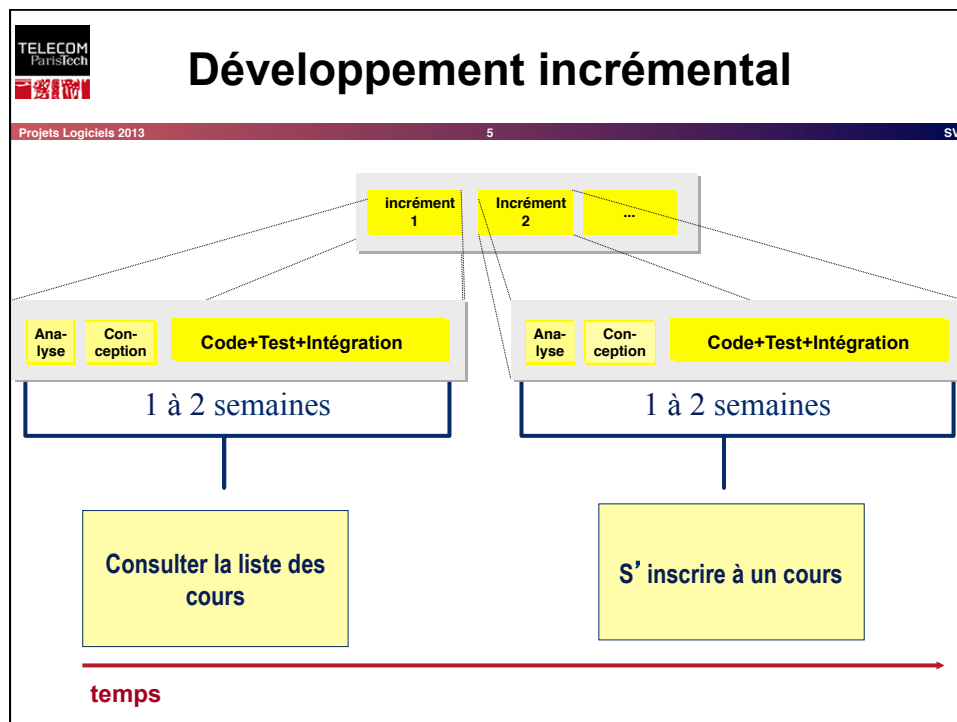 TELECOM
ParisTech
Développement incrémental
Projets Logiciels 2013 5 SV
incrément
1
Incrément
2
...
Ana-
lyse
Con-
ception
Code+Test+Intégration
Ana-
lyse
Con-
ception
Code+Test+Intégration
1 à 2 semaines
1 à 2 semaines
Consulter la liste des
cours
S’ inscrire à un cours
temps